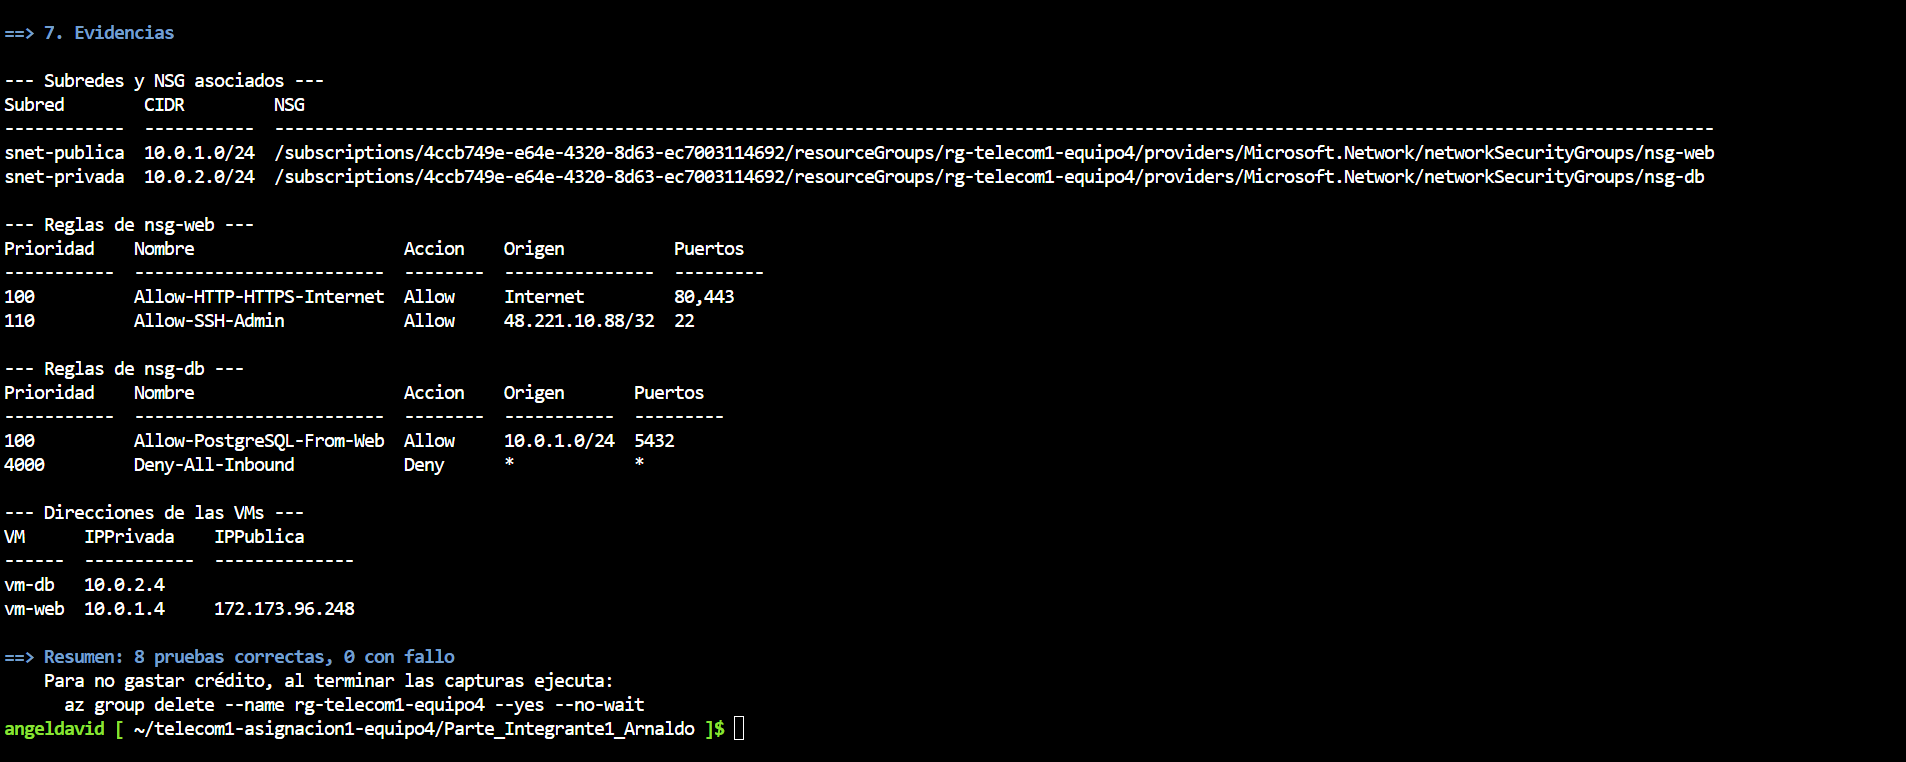 ==> 7. Evidencias
--- Subredes y NSG asociados ---
Subred        CIDR         NSG
------------  -----------  ------------------------------------------------------------------------------------------------------------------------------------------------
snet-publica  10.0.1.0/24  /subscriptions/4ccb749e-e64e-4320-8d63-ec7003114692/resourceGroups/rg-telecom1-equipo4/providers/Microsoft.Network/networkSecurityGroups/nsg-web
snet-privada  10.0.2.0/24  /subscriptions/4ccb749e-e64e-4320-8d63-ec7003114692/resourceGroups/rg-telecom1-equipo4/providers/Microsoft.Network/networkSecurityGroups/nsg-db
--- Reglas de nsg-web ---
Prioridad    Nombre                     Accion    Origen           Puertos
-----------  -------------------------  --------  ---------------  ---------
100          Allow-HTTP-HTTPS-Internet  Allow     Internet         80,443
110          Allow-SSH-Admin            Allow     48.221.10.88/32  22
--- Reglas de nsg-db ---
Prioridad    Nombre                     Accion    Origen       Puertos
-----------  -------------------------  --------  -----------  ---------
100          Allow-PostgreSQL-From-Web  Allow     10.0.1.0/24  5432
4000         Deny-All-Inbound           Deny      *            *
--- Direcciones de las VMs ---
VM      IPPrivada    IPPublica
------  -----------  --------------
vm-db   10.0.2.4
vm-web  10.0.1.4     172.173.96.248
==> Resumen: 8 pruebas correctas, 0 con fallo
    Para no gastar crédito, al terminar las capturas ejecuta:
      az group delete --name rg-telecom1-equipo4 --yes --no-wait
angeldavid [ ~/telecom1-asignacion1-equipo4/Parte_Integrante1_Arnaldo ]$